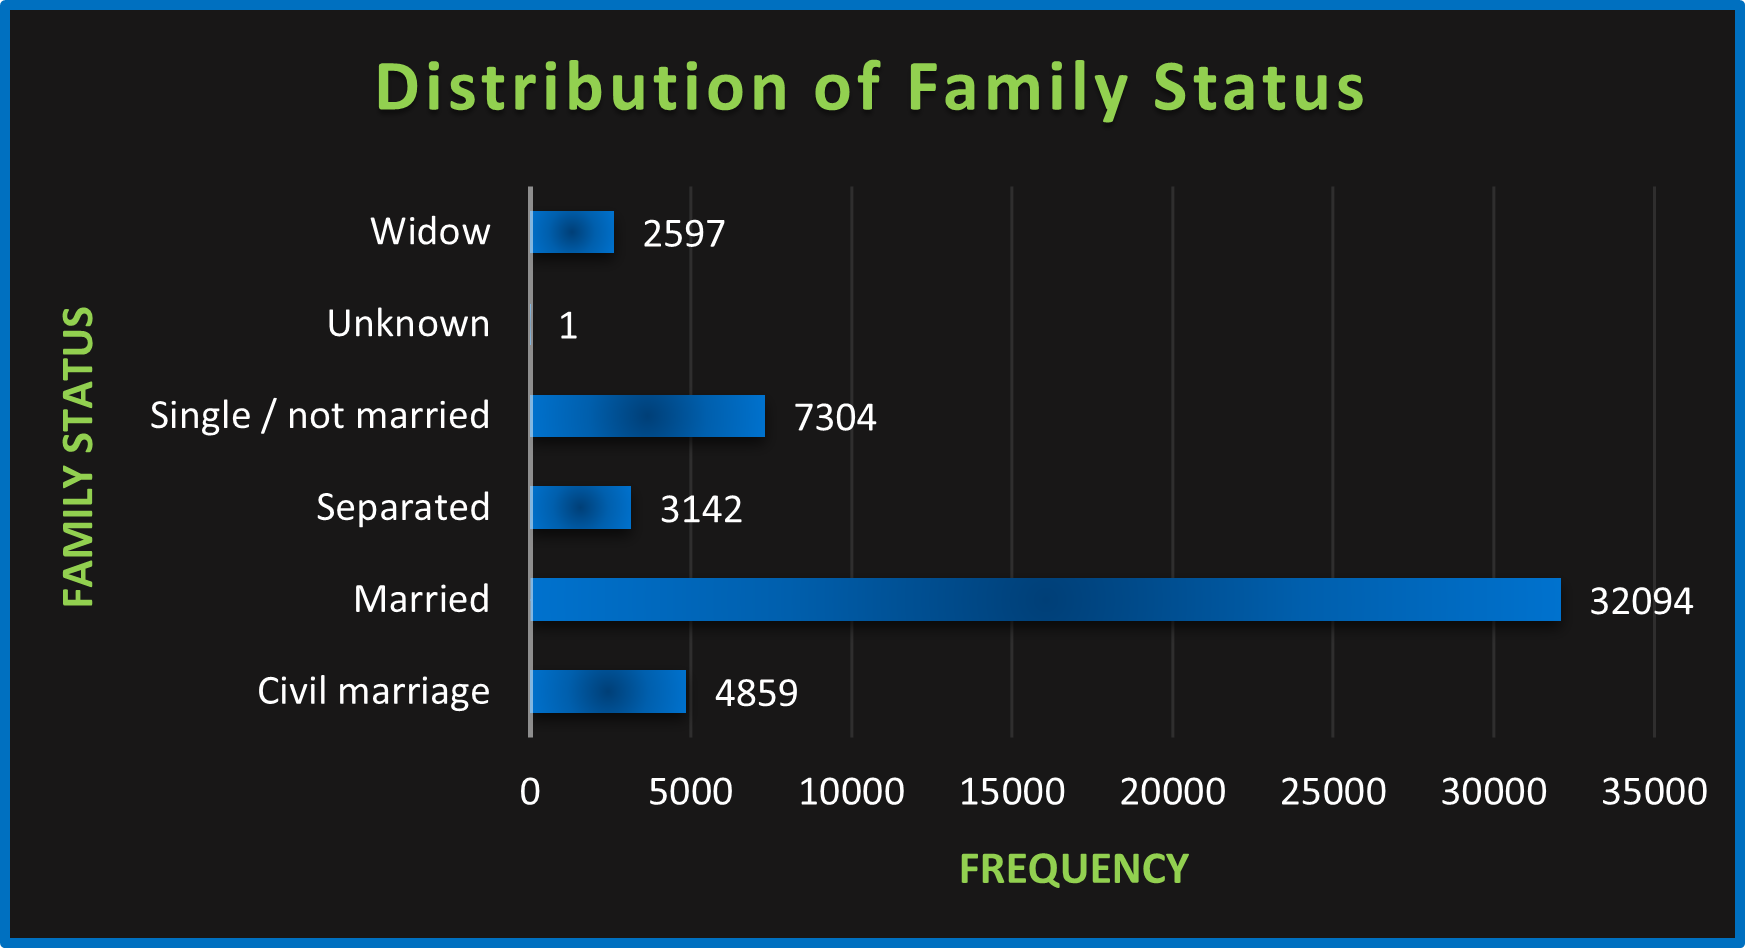 Distribution of Family Status
FAMILY STATUS
Widow 2597
Unknown 1
Single / not married 7304
Separated 3142
Married 32094
Civil marriage 4859
0 5000 10000 15000 20000 25000 30000 35000
FREQUENCY